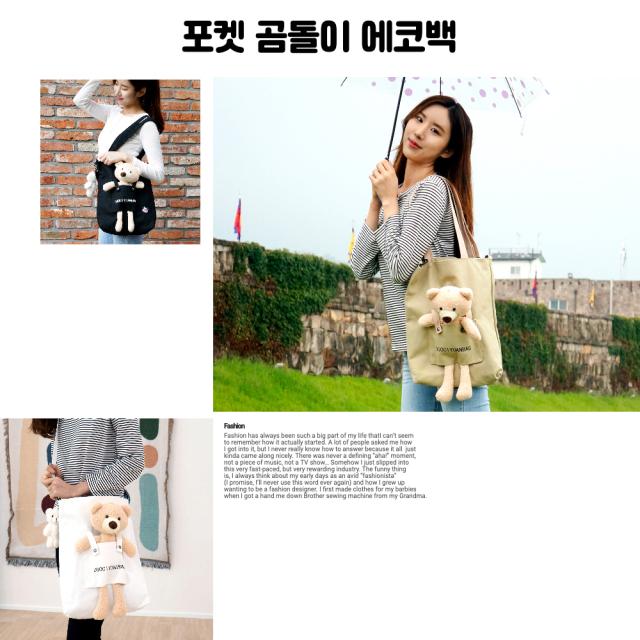 포켓 곰돌이 에코백
Fashion
Fashion has always been such a big part of my life thatI can't seem
to remember how it actually started. A lot of people asked me how
I got into it, but I never really know how to answer because it all just
kinda came along nicely. There was never a defining "aha!" moment,
not a piece of music, not a TV show... Somehow I just slipped into
this very fast-paced, but very rewarding industry. The funny thing
is, I always think about my early days as an avid "fashionista"
(I promise, I'll never use this word ever again) and how I grew up
wanting to be a fashion designer. I first made clothes for my barbies
when I got a hand me down Brother sewing machine from my Grandma.